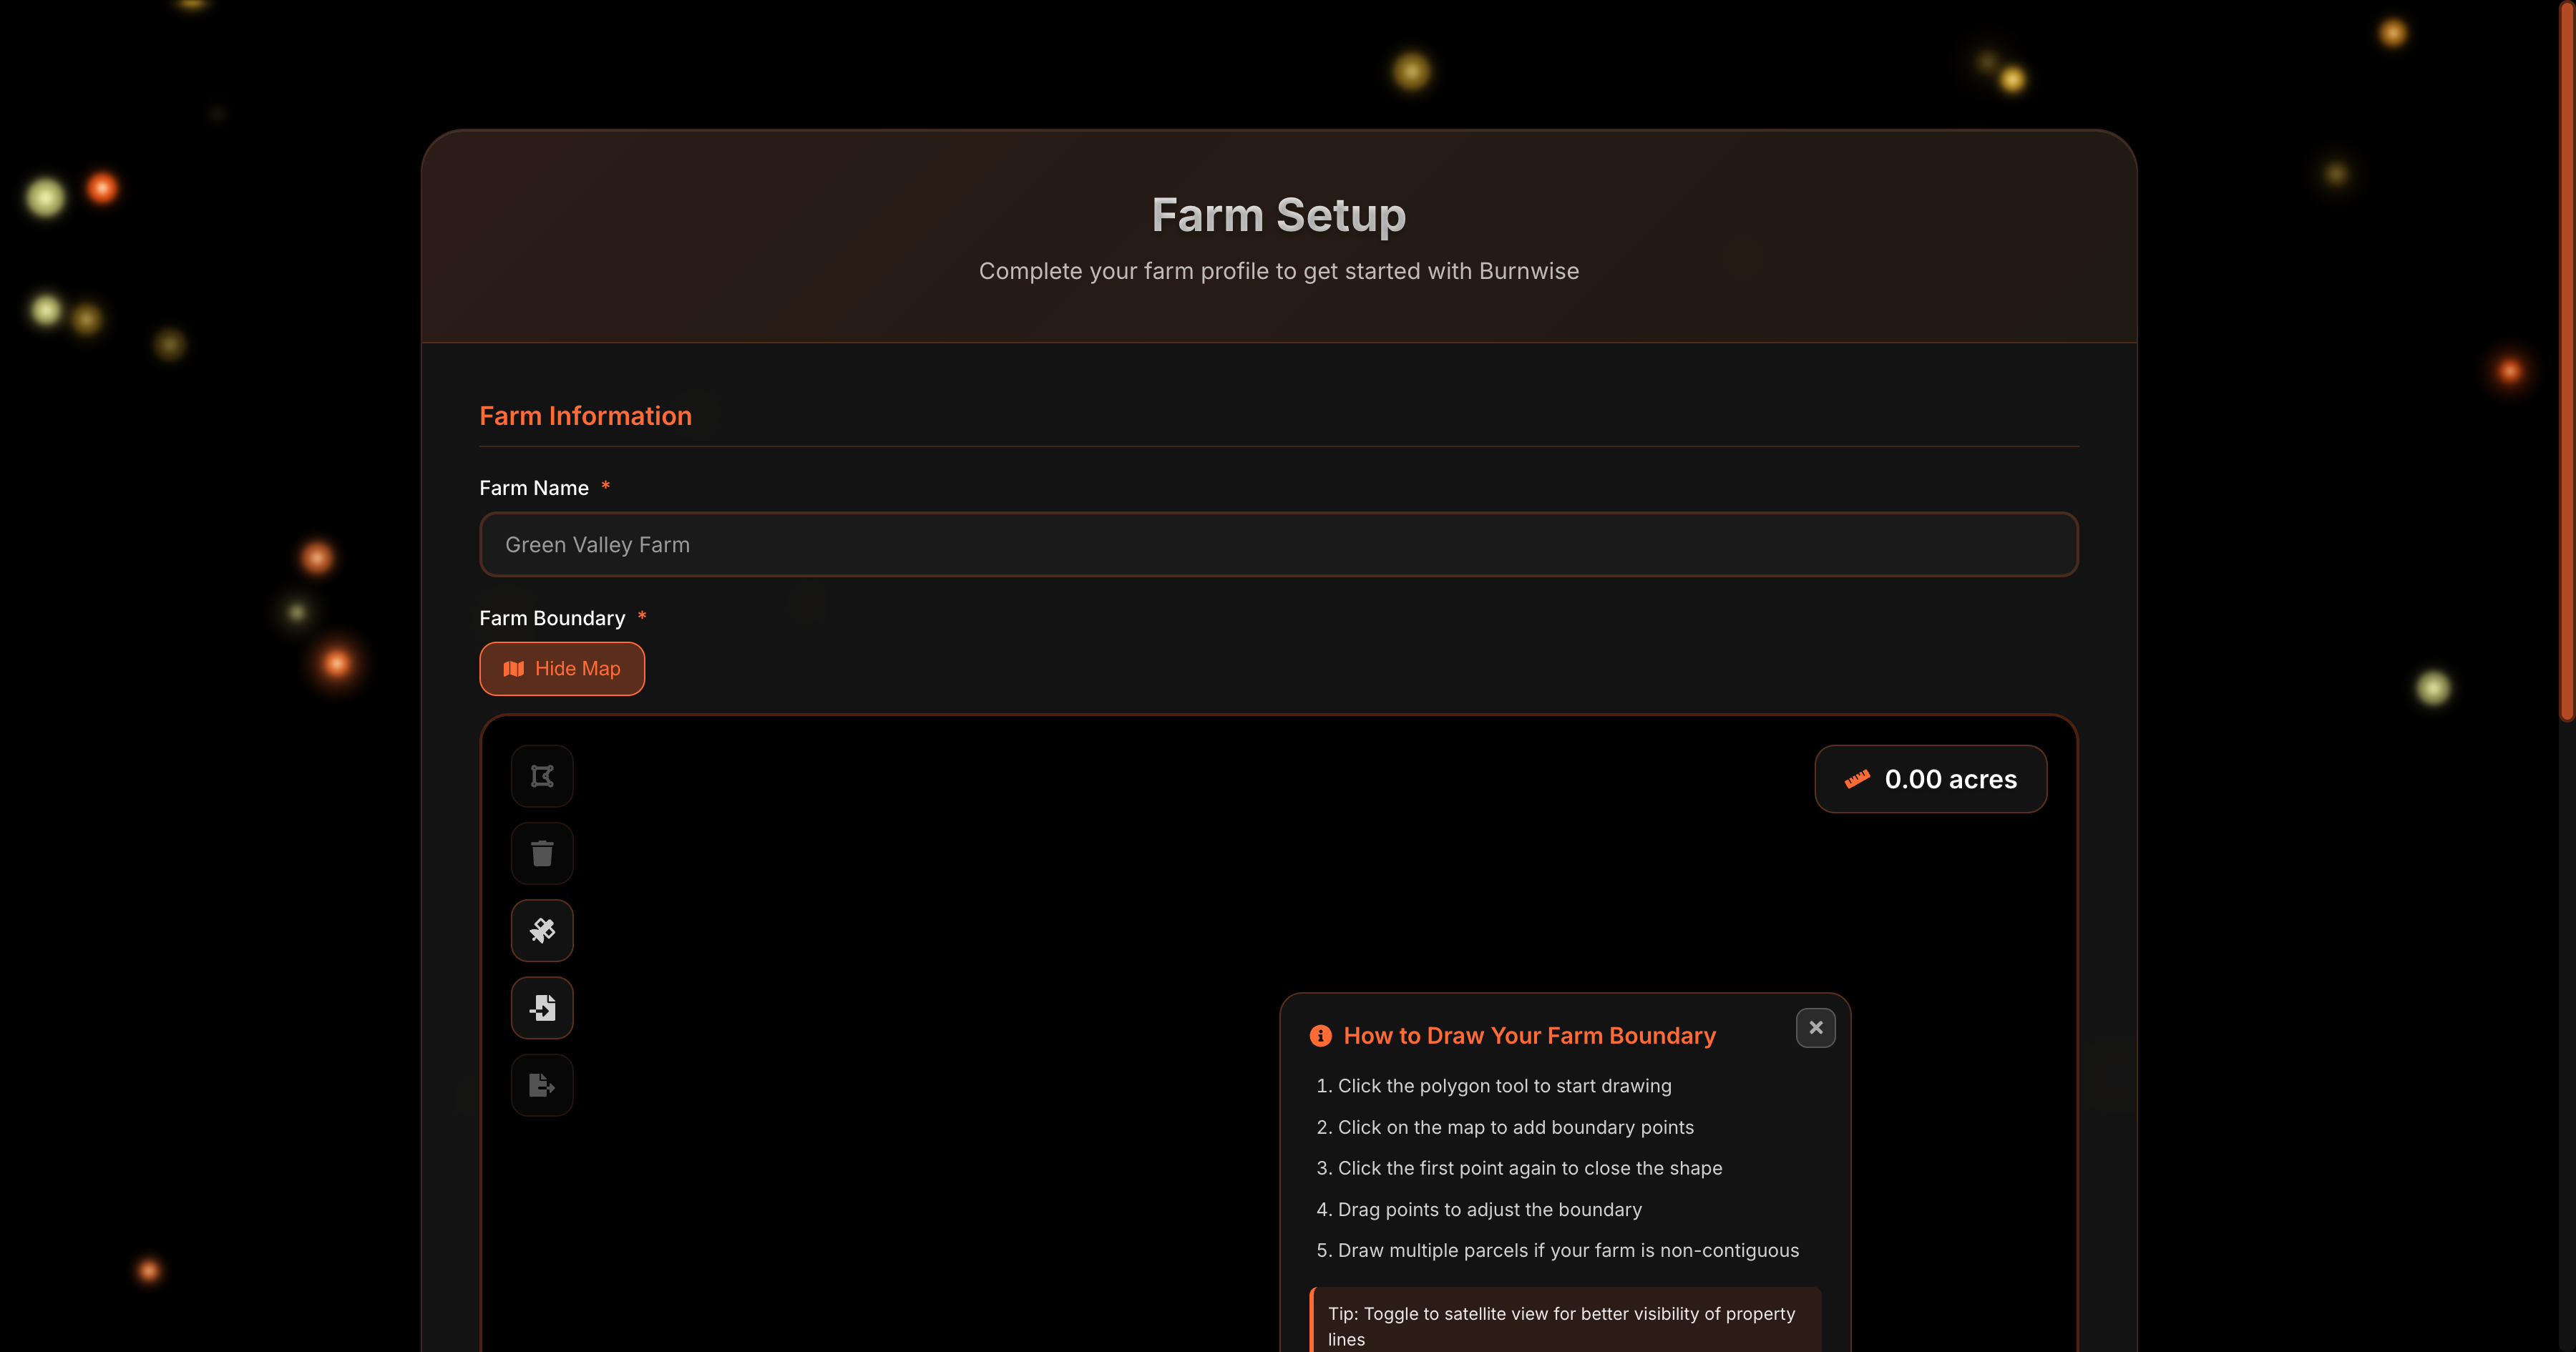 Farm Setup
Complete your farm profile to get started with Burnwise
Farm Information
Farm Name *
Green Valley Farm
Farm Boundary *
Hide Map
0.00 acres
How to Draw Your Farm Boundary
1. Click the polygon tool to start drawing
2. Click on the map to add boundary points
3. Click the first point again to close the shape
4. Drag points to adjust the boundary
5. Draw multiple parcels if your farm is non-contiguous
Tip: Toggle to satellite view for better visibility of property
lines